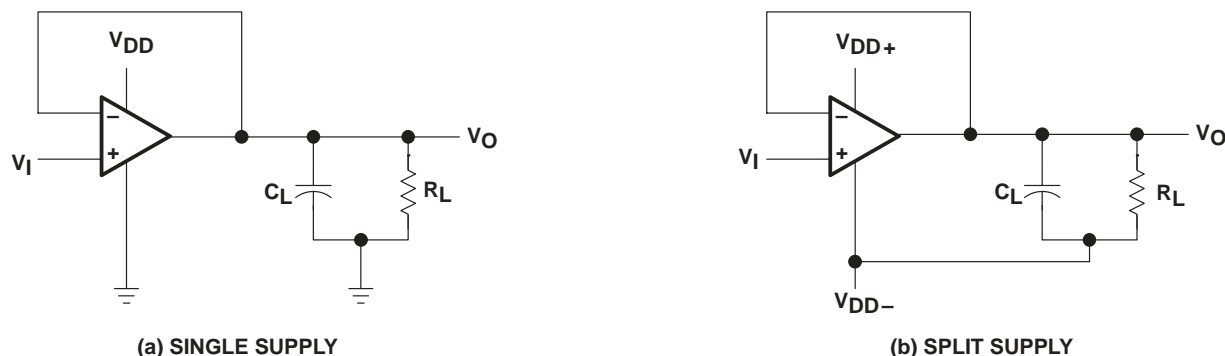 VDD
−
VI
+
VO
CL
RL
(a) SINGLE SUPPLY
VDD+
−
VI
+
VO
CL
RL
VDD−
(b) SPLIT SUPPLY